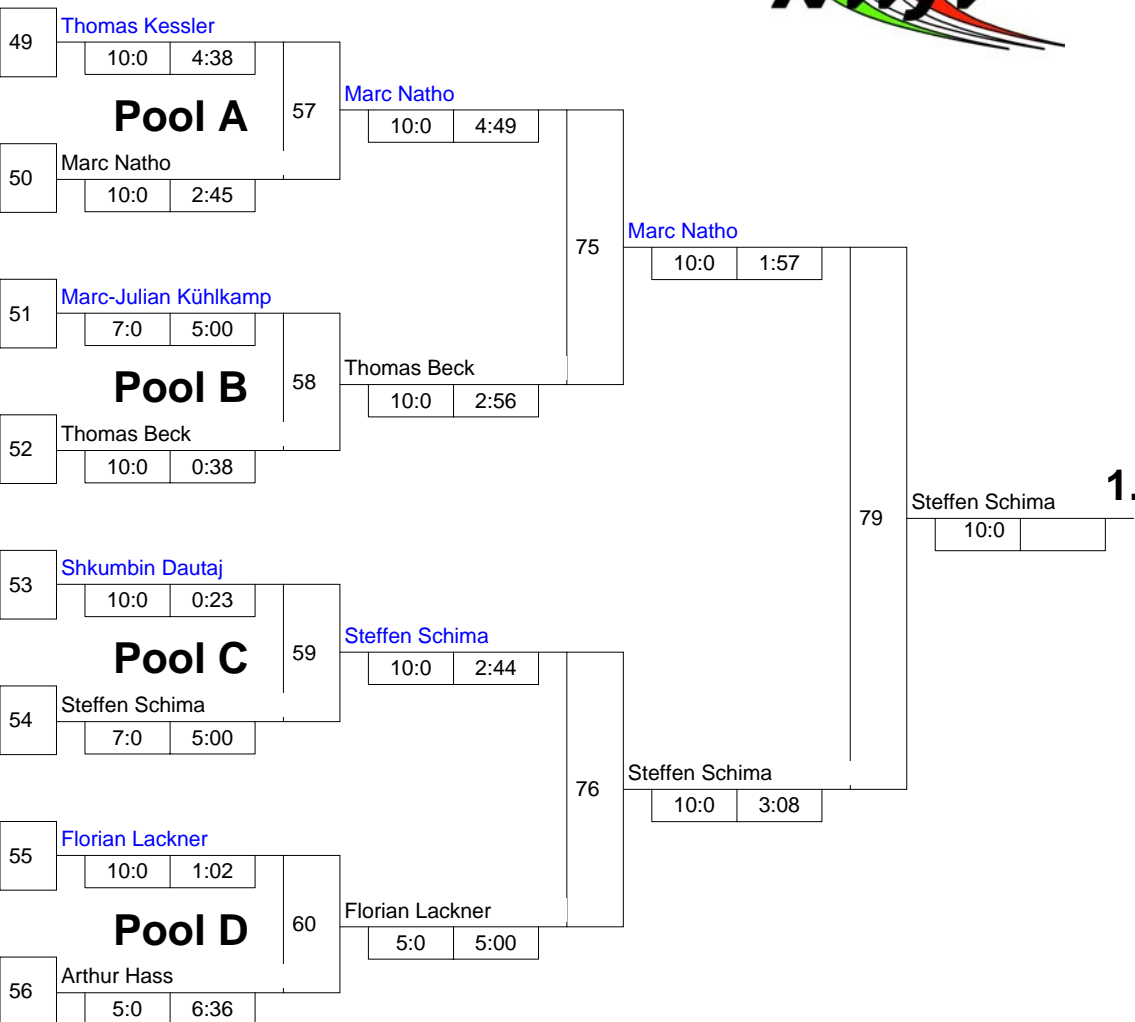 49
Thomas Kessler
10:0 4:38
Pool A
57
Marc Natho
10:0 4:49
50
Marc Natho
10:0 2:45
75
Marc Natho
10:0 1:57
51
Marc-Julian Kühlkamp
7:0 5:00
Pool B
58
Thomas Beck
10:0 2:56
52
Thomas Beck
10:0 0:38
79
Steffen Schima
1.
10:0
53
Shkumbin Dautaj
10:0 0:23
Pool C
59
Steffen Schima
10:0 2:44
54
Steffen Schima
7:0 5:00
76
Steffen Schima
10:0 3:08
55
Florian Lackner
10:0 1:02
Pool D
60
Florian Lackner
5:0 5:00
56
Arthur Hass
5:0 6:36